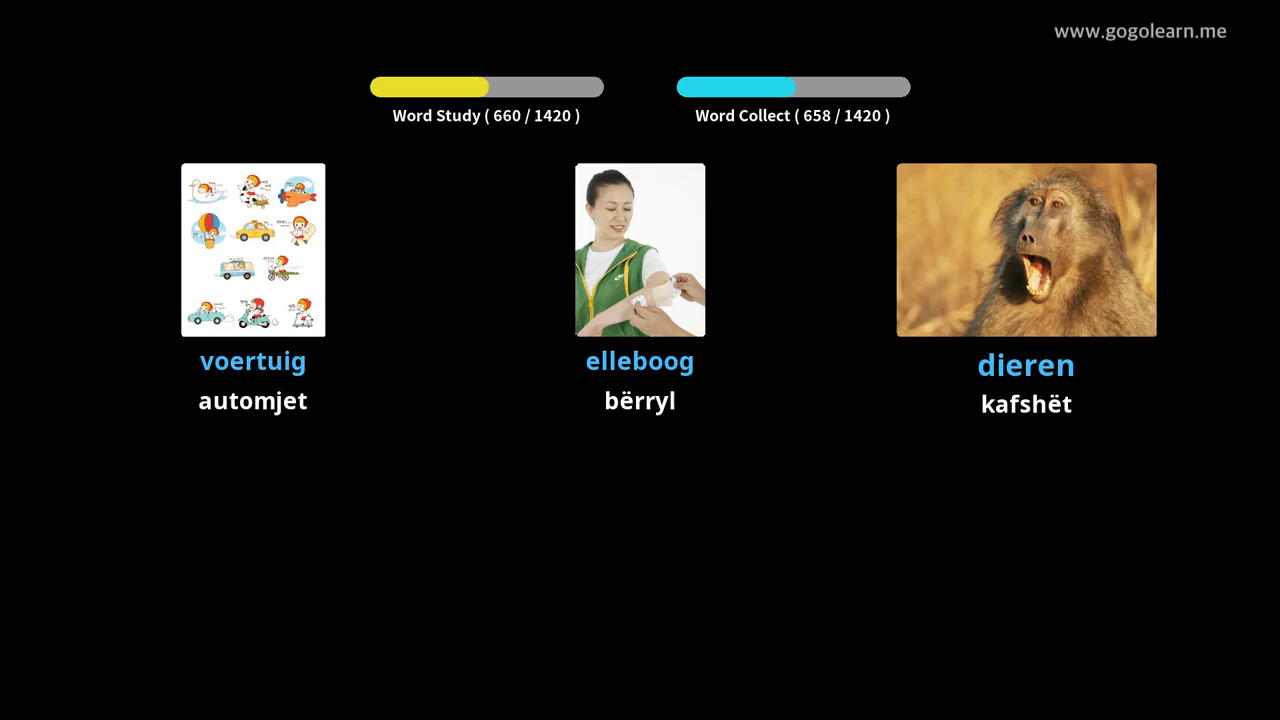 www.gogolearn.me
Word Study ( 660 / 1420 )
Word Collect ( 658 / 1420 )
voertuig
elleboog
dieren
automjet
bërryl
kafshët